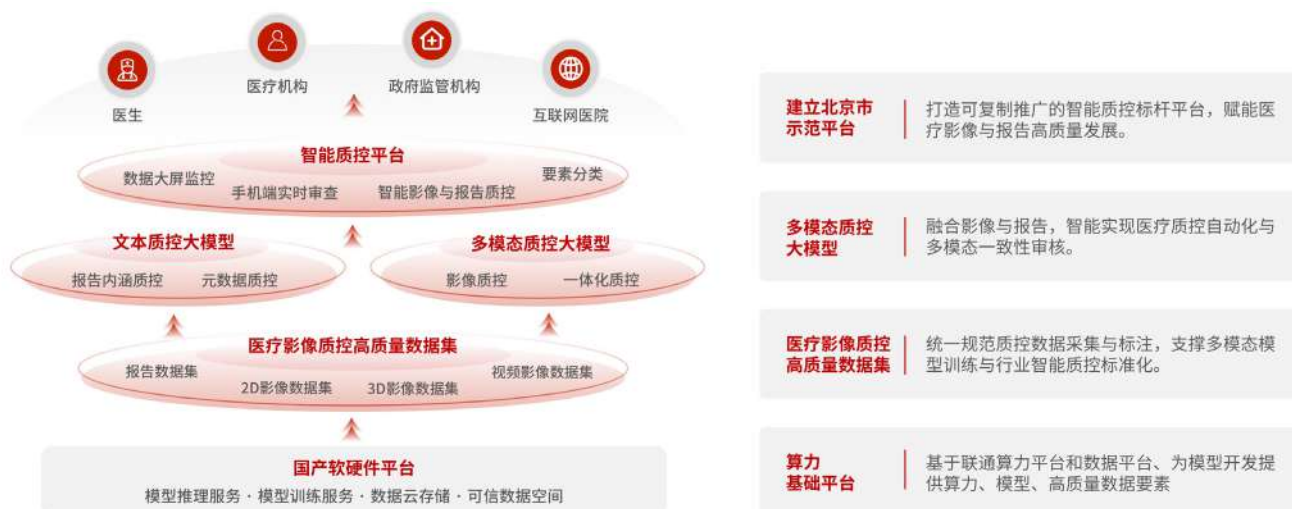 医生
医疗机构
政府监管机构
互联网医院
智能质控平台
数据大屏监控
手机端实时审查
智能影像与报告质控
要素分类
文本质控大模型
报告内涵质控
元数据质控
多模态质控大模型
影像质控
一体化质控
医疗影像质控高质量数据集
报告数据集
2D影像数据集
3D影像数据集
视频影像数据集
国产软硬件平台
模型推理服务 · 模型训练服务 · 数据云存储 · 可信数据空间
建立北京市
示范平台
打造可复制推广的智能质控标杆平台，赋能医
疗影像与报告高质量发展。
多模态质控
大模型
融合影像与报告，智能实现医疗质控自动化与
多模态一致性审核。
医疗影像质控
高质量数据集
统一规范质控数据采集与标注，支撑多模态模
型训练与行业智能质控标准化。
算力
基础平台
基于联通算力平台和数据平台、为模型开发提
供算力、模型、高质量数据要素